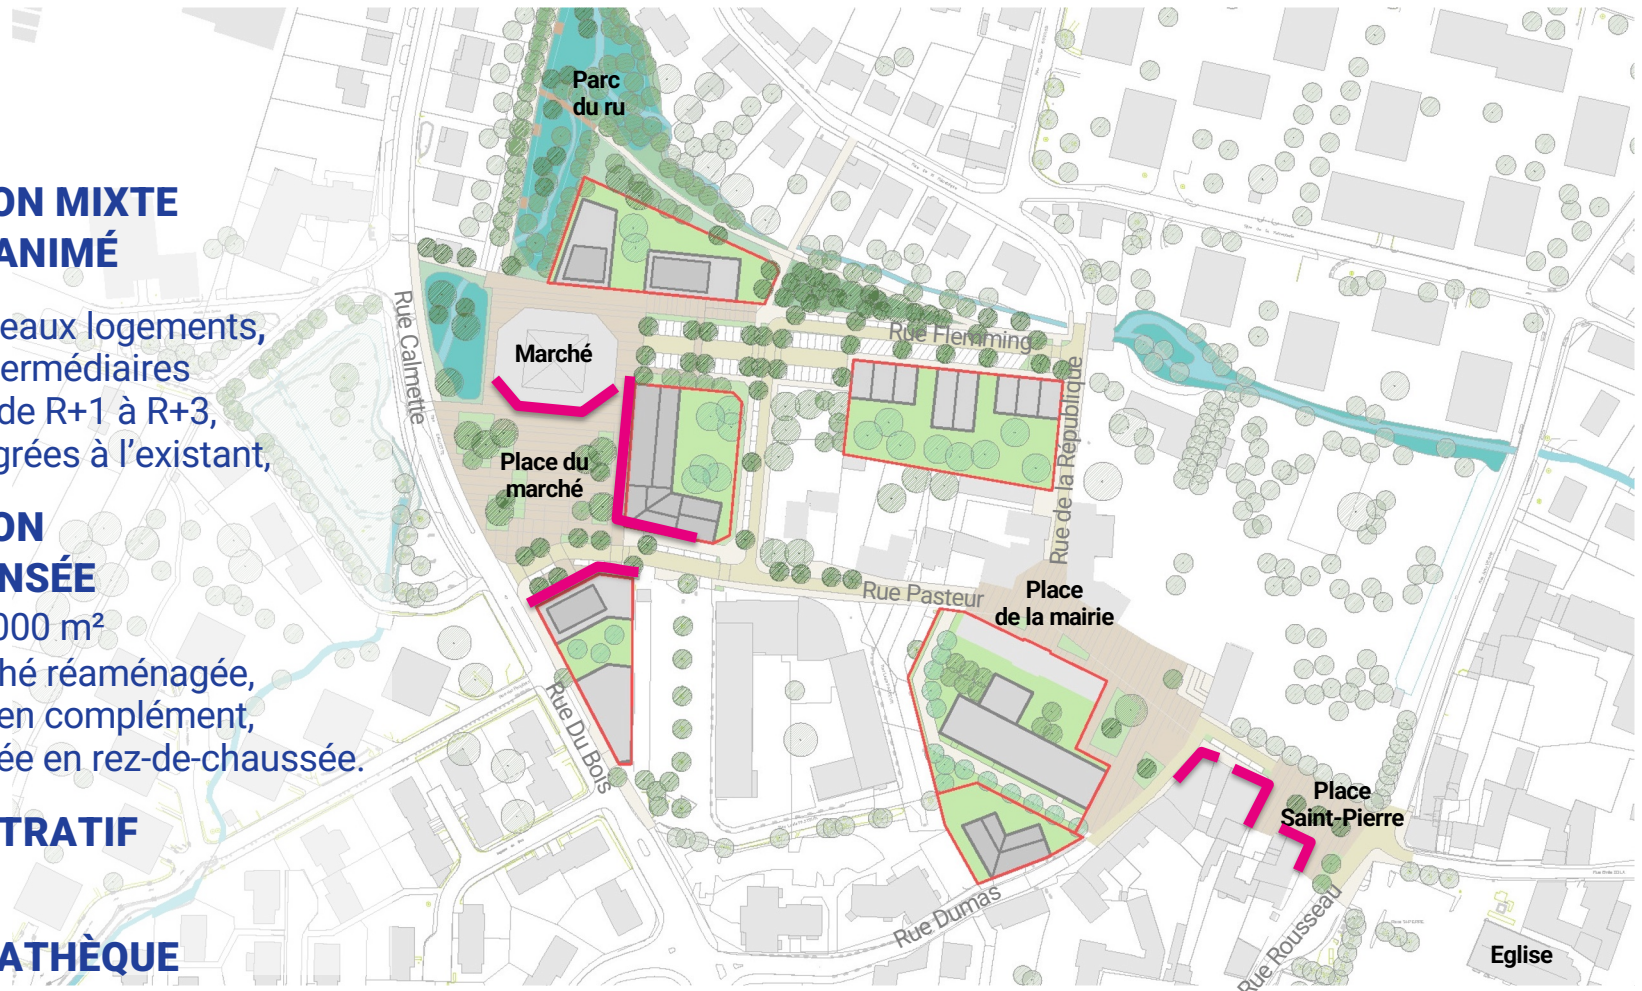 ON MIXTE
ANIMÉ
eaux logements,
termédiaires
de R+1 à R+3,
grées à l’existant,
ON
NSÉE
000 m²
hé réaménagée,
en complément,
ée en rez-de-chaussée.
TRATIF
ATHÈQUE
Parc
du ru
Marché
Place du
marché
Rue Calmette
Rue Flemming
Rue de la République
Rue Pasteur
Place
de la mairie
Rue Du Bois
Rue Dumas
Place
Saint-Pierre
Rue Rousseau
Eglise